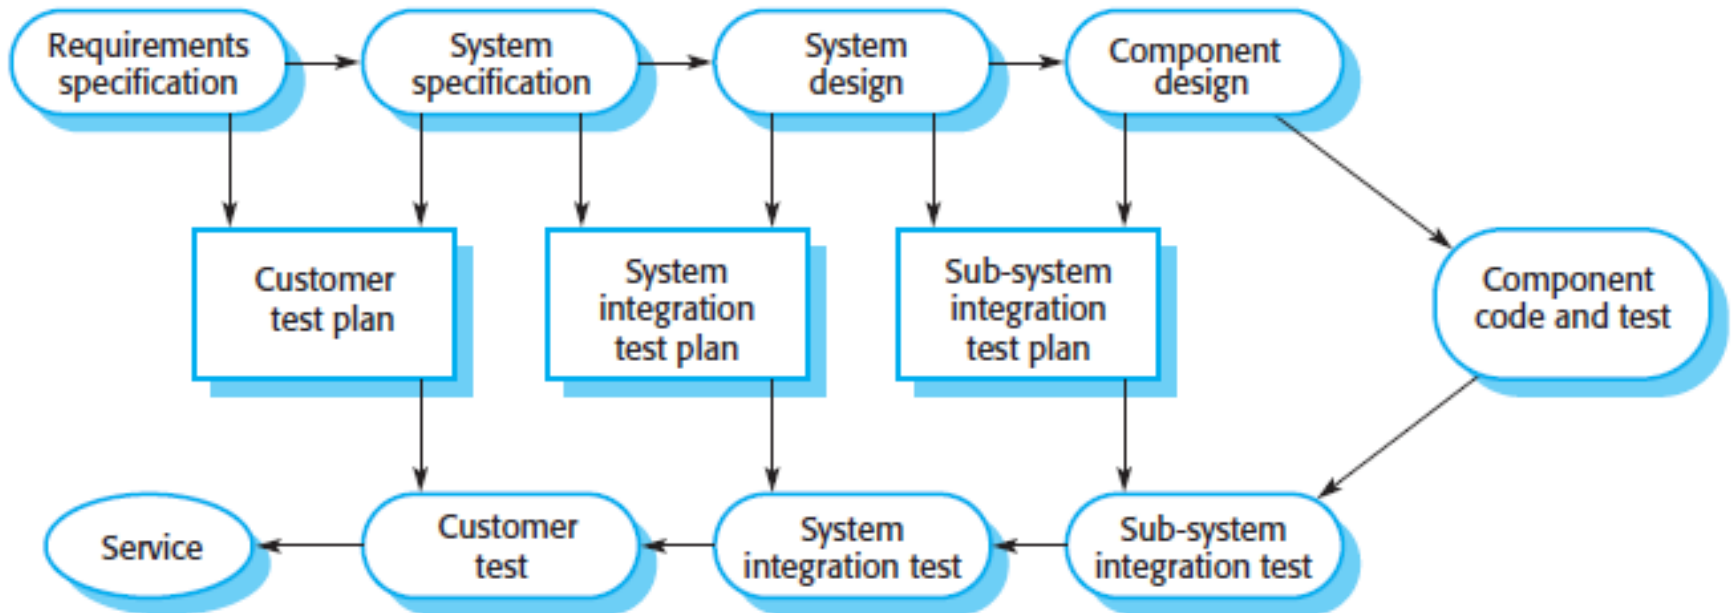 Requirements
specification
System
specification
System
design
Component
design
Customer
test plan
System
integration
test plan
Sub-system
integration
test plan
Component
code and test
Service
Customer
test
System
integration test
Sub-system
integration test